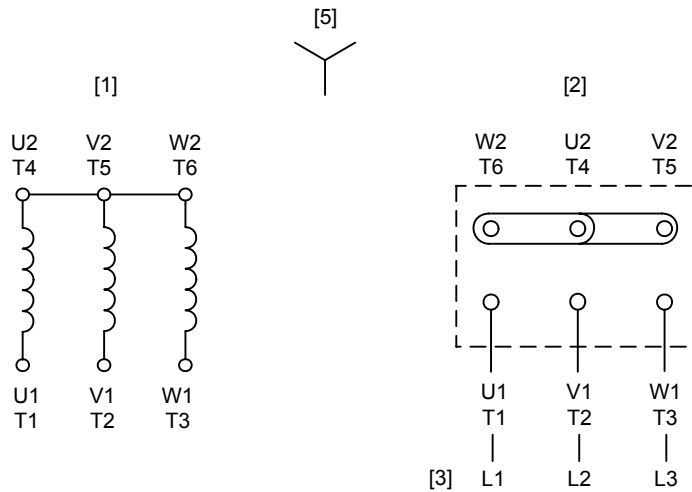 [5]
[1] [2]
U2 V2 W2 W2 U2 V2
T4 T5 T6 T6 T4 T5
U1 V1 W1 U1 V1 W1
T1 T2 T3 T1 T2 T3
[3] L1 L2 L3